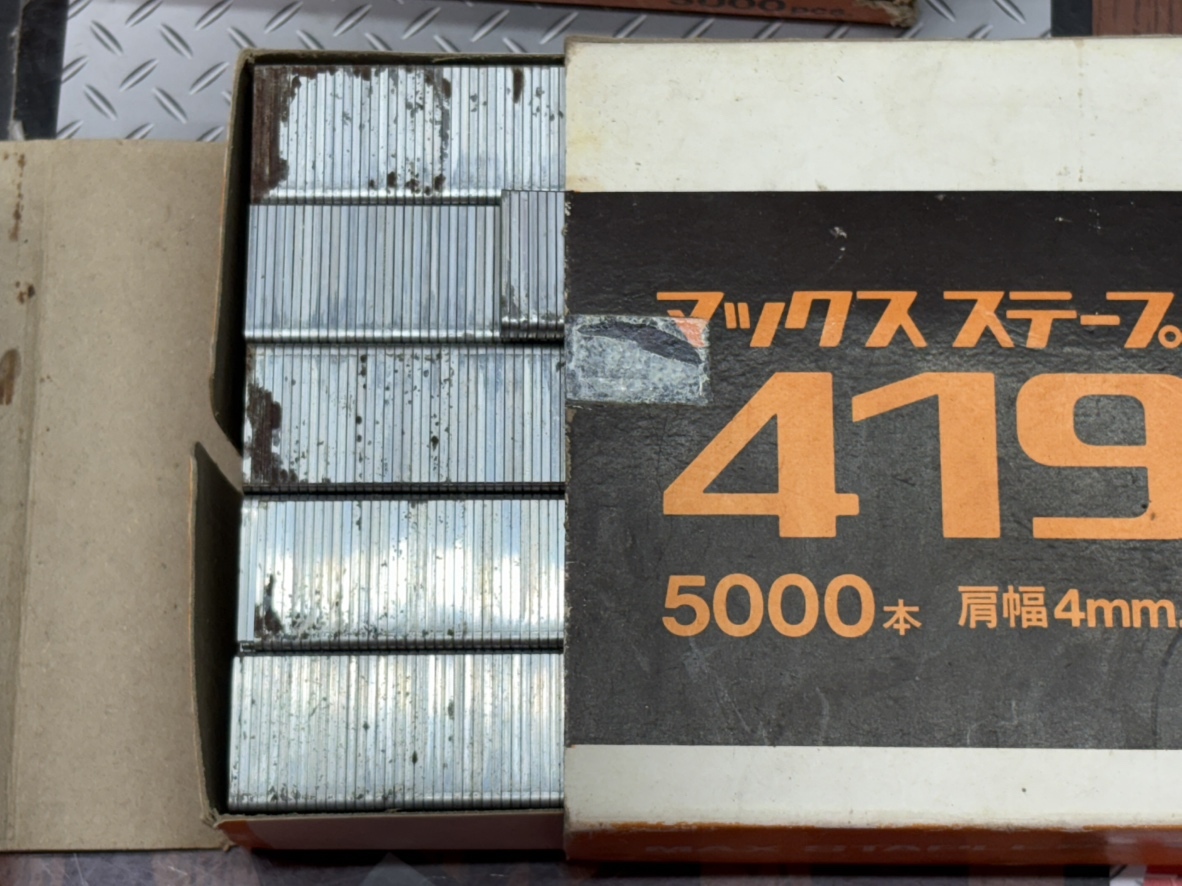 5000pcs
マックス ステープ
419
5000本 肩幅4mm.